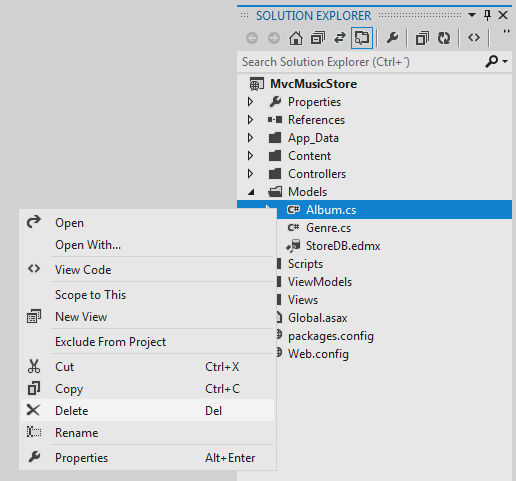 SOLUTION EXPLORER
Search Solution Explorer (Ctrl+´)
MvcMusicStore
Properties
References
App_Data
Content
Controllers
Models
C# Album.cs
C# Genre.cs
StoreDB.edmx
Scripts
ViewModels
Views
Global.asax
packages.config
Web.config
Open
Open With...
View Code
Scope to This
New View
Exclude From Project
Cut Ctrl+X
Copy Ctrl+C
Delete Del
Rename
Properties Alt+Enter